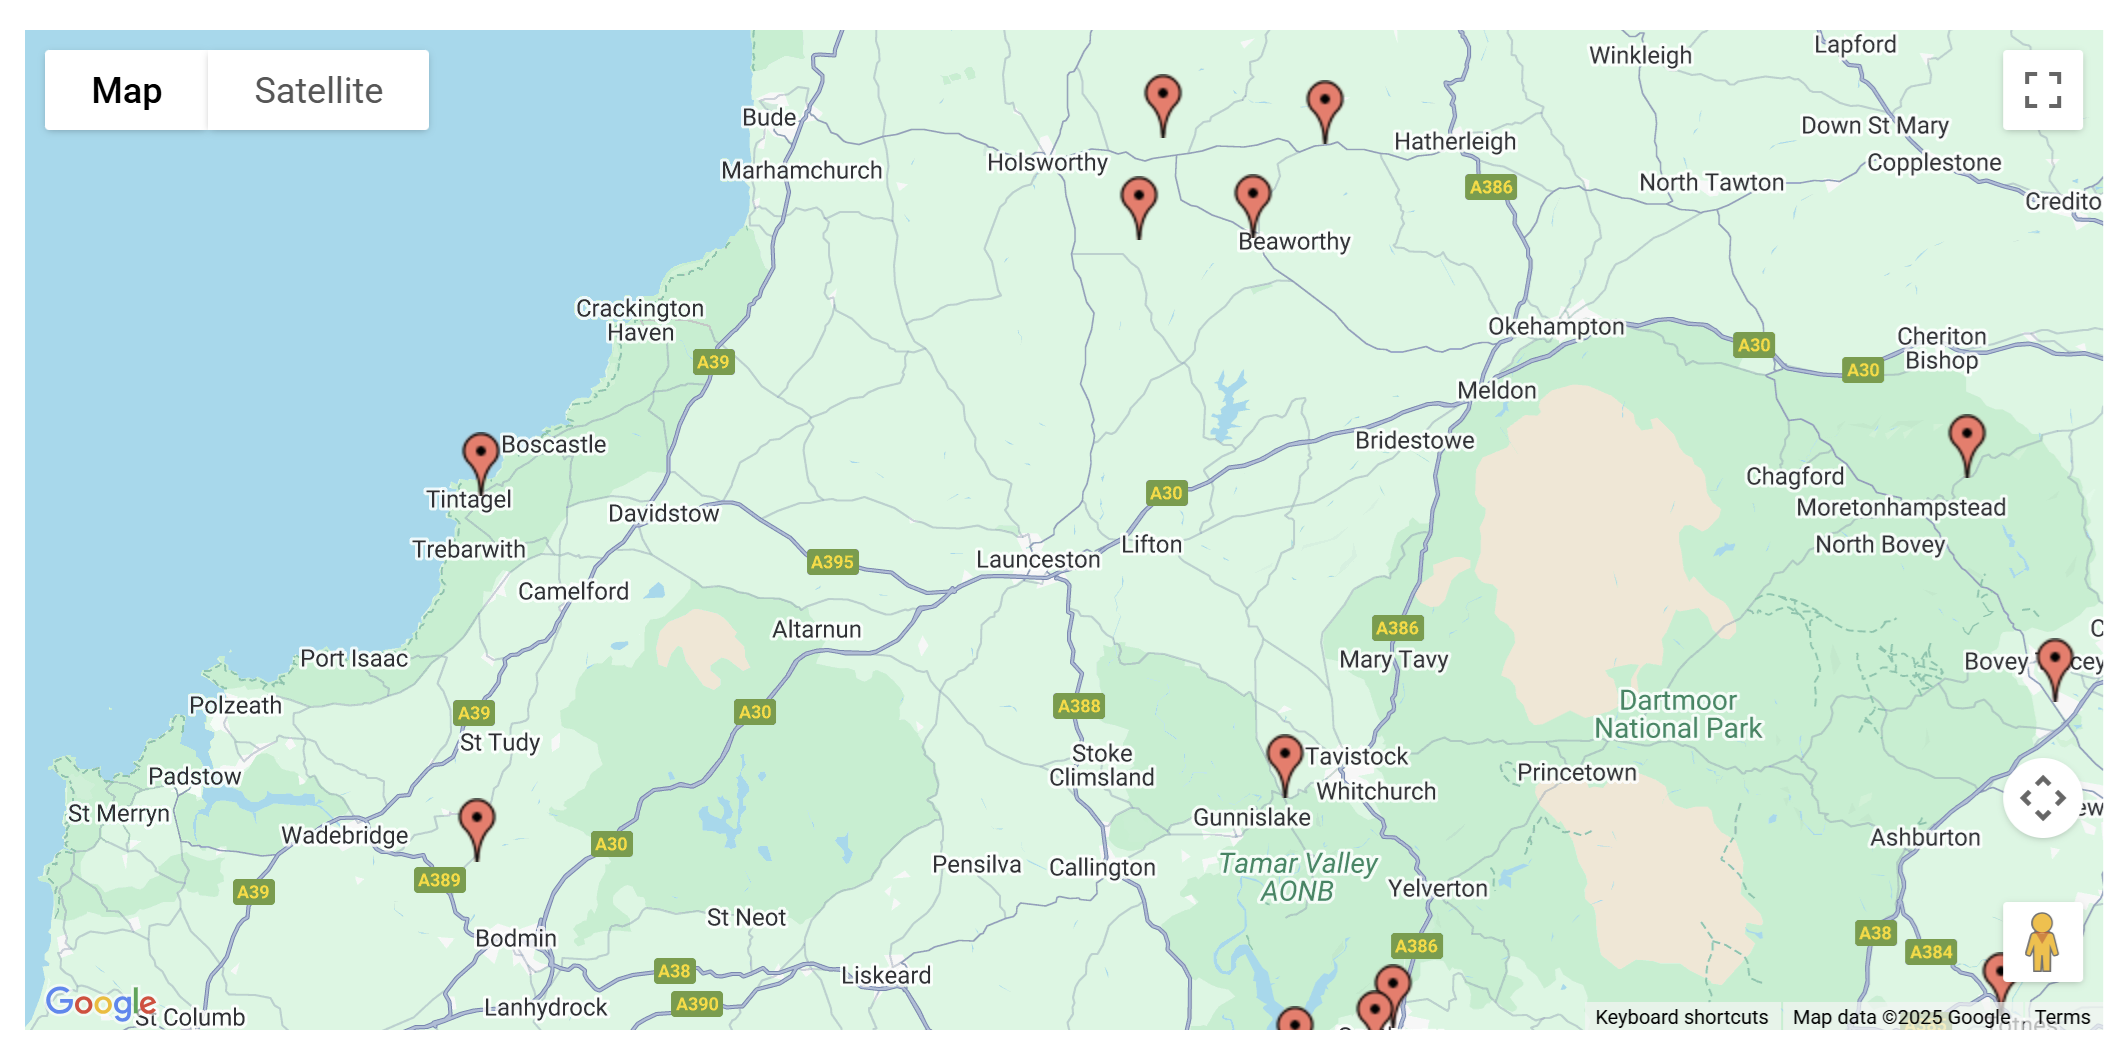 Map
Satellite
Winkleigh
Lapford
Bude
Down St Mary
Hatherleigh
Holsworthy
Copplestone
Marhamchurch
North Tawton
A386
Credito
Beaworthy
Crackington
Haven
Okehampton
A30
Cheriton
Bishop
A39
A30
Meldon
Boscastle
Bridestowe
Chagford
Tintagel
A30
Moretonhampstead
Davidstow
Trebarwith
Lifton
North Bovey
A395
Launceston
Camelford
Altarnun
A386
Port Isaac
Mary Tavy
Bovey
cey
Polzeath
A39
A30
A388
Dartmoor
National Park
St Tudy
Stoke
Climsland
Tavistock
Padstow
Princetown
Whitchurch
St Merryn
Gunnislake
ew
Wadebridge
A30
Ashburton
Pensilva
Callington
Tamar Valley
AONB
A389
A39
Yelverton
St Neot
Bodmin
A386
A38
A384
A38
Liskeard
Google
A390
Lanhydrock
St Columb
Keyboard shortcuts
Map data ©2025 Google
Terms